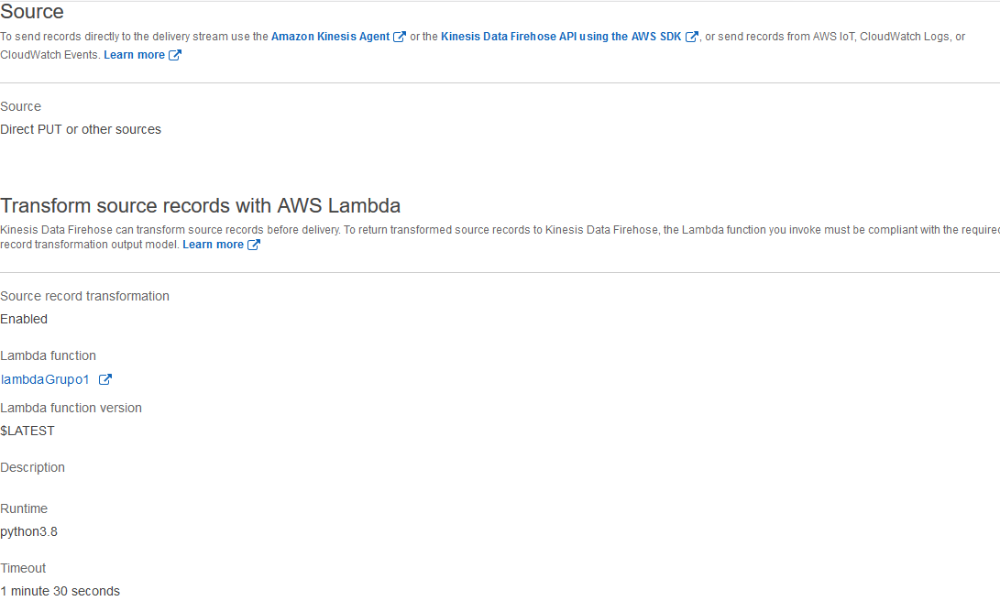 Source
To send records directly to the delivery stream use the Amazon Kinesis Agent or the Kinesis Data Firehose API using the AWS SDK, or send records from AWS IoT, CloudWatch Logs, or
CloudWatch Events. Learn more
Source
Direct PUT or other sources
Transform source records with AWS Lambda
Kinesis Data Firehose can transform source records before delivery. To return transformed source records to Kinesis Data Firehose, the Lambda function you invoke must be compliant with the required
record transformation output model. Learn more
Source record transformation
Enabled
Lambda function
lambdaGrupo1
Lambda function version
$LATEST
Description
Runtime
python3.8
Timeout
1 minute 30 seconds